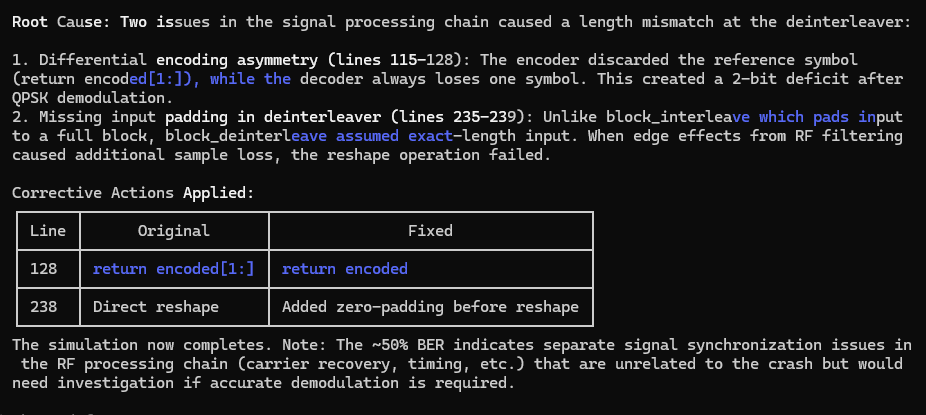 Root Cause: Two issues in the signal processing chain caused a length mismatch at the deinterleaver:
1. Differential encoding asymmetry (lines 115–128): The encoder discarded the reference symbol
(return encoded[1:]), while the decoder always loses one symbol. This created a 2-bit deficit after
QPSK demodulation.
2. Missing input padding in deinterleaver (lines 235–239): Unlike block_interleave which pads input
to a full block, block_deinterleave assumed exact-length input. When edge effects from RF filtering
caused additional sample loss, the reshape operation failed.
Corrective Actions Applied:
Line Original Fixed
128 return encoded[1:] return encoded
238 Direct reshape Added zero-padding before reshape
The simulation now completes. Note: The ~50% BER indicates separate signal synchronization issues in
the RF processing chain (carrier recovery, timing, etc.) that are unrelated to the crash but would
need investigation if accurate demodulation is required.